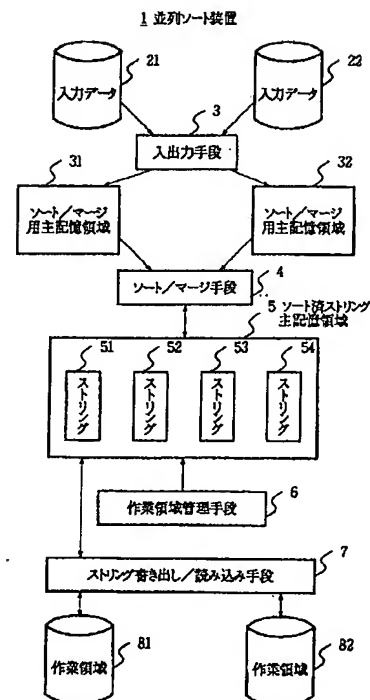 1 並列ソート装置
21
22
入力データ
入力データ
3
入出力手段
31
32
ソート/マージ
用主記憶領域
ソート/マージ
用主記憶領域
4
ソート/マージ手段
5 ソート済ストリング
主記憶領域
51
52
53
54
ストリング
ストリング
ストリング
ストリング
6
作業領域管理手段
7
ストリング書き出し/読み込み手段
81
82
作業領域
作業領域